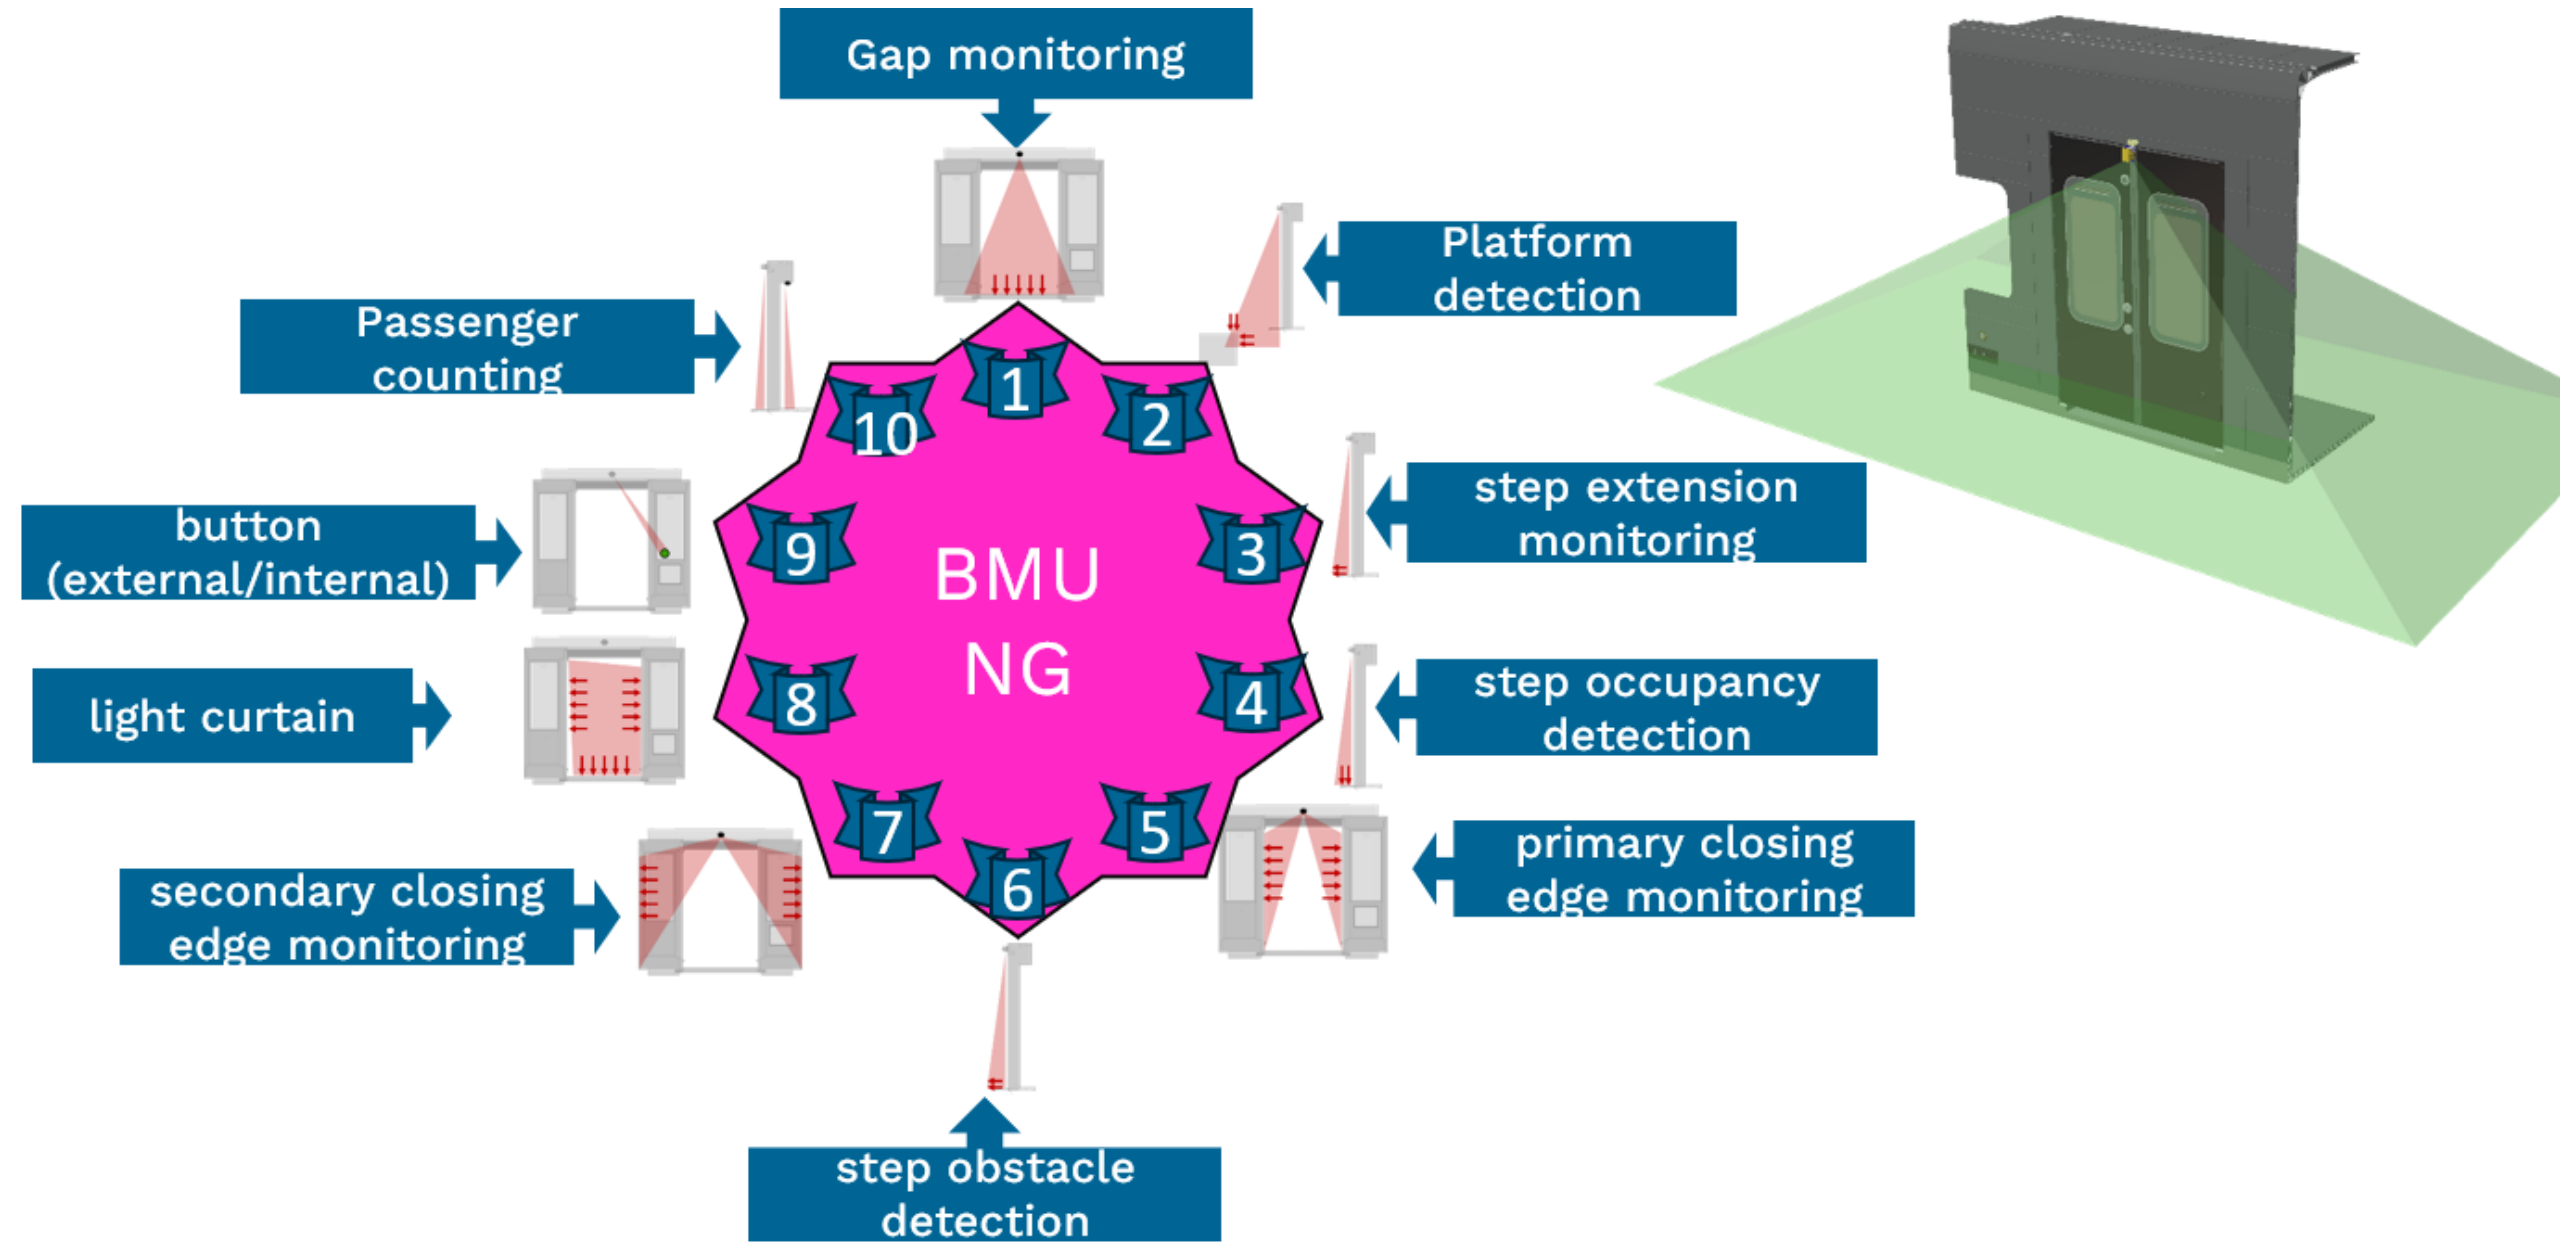 Gap monitoring
Platform
detection
Passenger
counting
1
2
10
step extension
monitoring
button
(external/internal)
9
3
BMU
NG
light curtain
8
4
step occupancy
detection
7
5
6
primary closing
edge monitoring
secondary closing
edge monitoring
step obstacle
detection